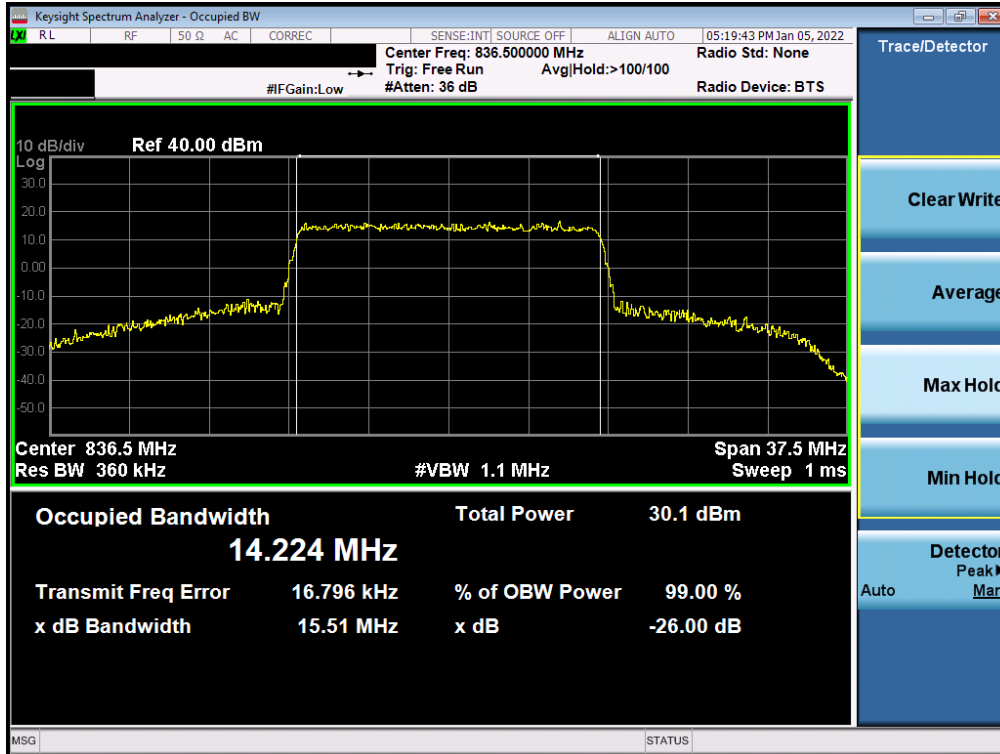 Keysight Spectrum Analyzer - Occupied BW
LXI RL RF 50 Ω AC CORREC SENSE:INT SOURCE OFF ALIGN AUTO 05:19:43 PM Jan 05, 2022
Center Freq: 836.500000 MHz Radio Std: None
Trig: Free Run Avg|Hold:>100/100
#IFGain:Low #Atten: 36 dB Radio Device: BTS
Trace/Detector
10 dB/div Ref 40.00 dBm
Log
30.0
20.0
10.0
0.00
-10.0
-20.0
-30.0
-40.0
-50.0
Center 836.5 MHz Span 37.5 MHz
Res BW 360 kHz #VBW 1.1 MHz Sweep 1 ms
Occupied Bandwidth Total Power 30.1 dBm
14.224 MHz
Transmit Freq Error 16.796 kHz % of OBW Power 99.00 %
x dB Bandwidth 15.51 MHz x dB -26.00 dB
Clear Write
Average
Max Hold
Min Hold
Detector
Peak▶
Auto Man
MSG STATUS